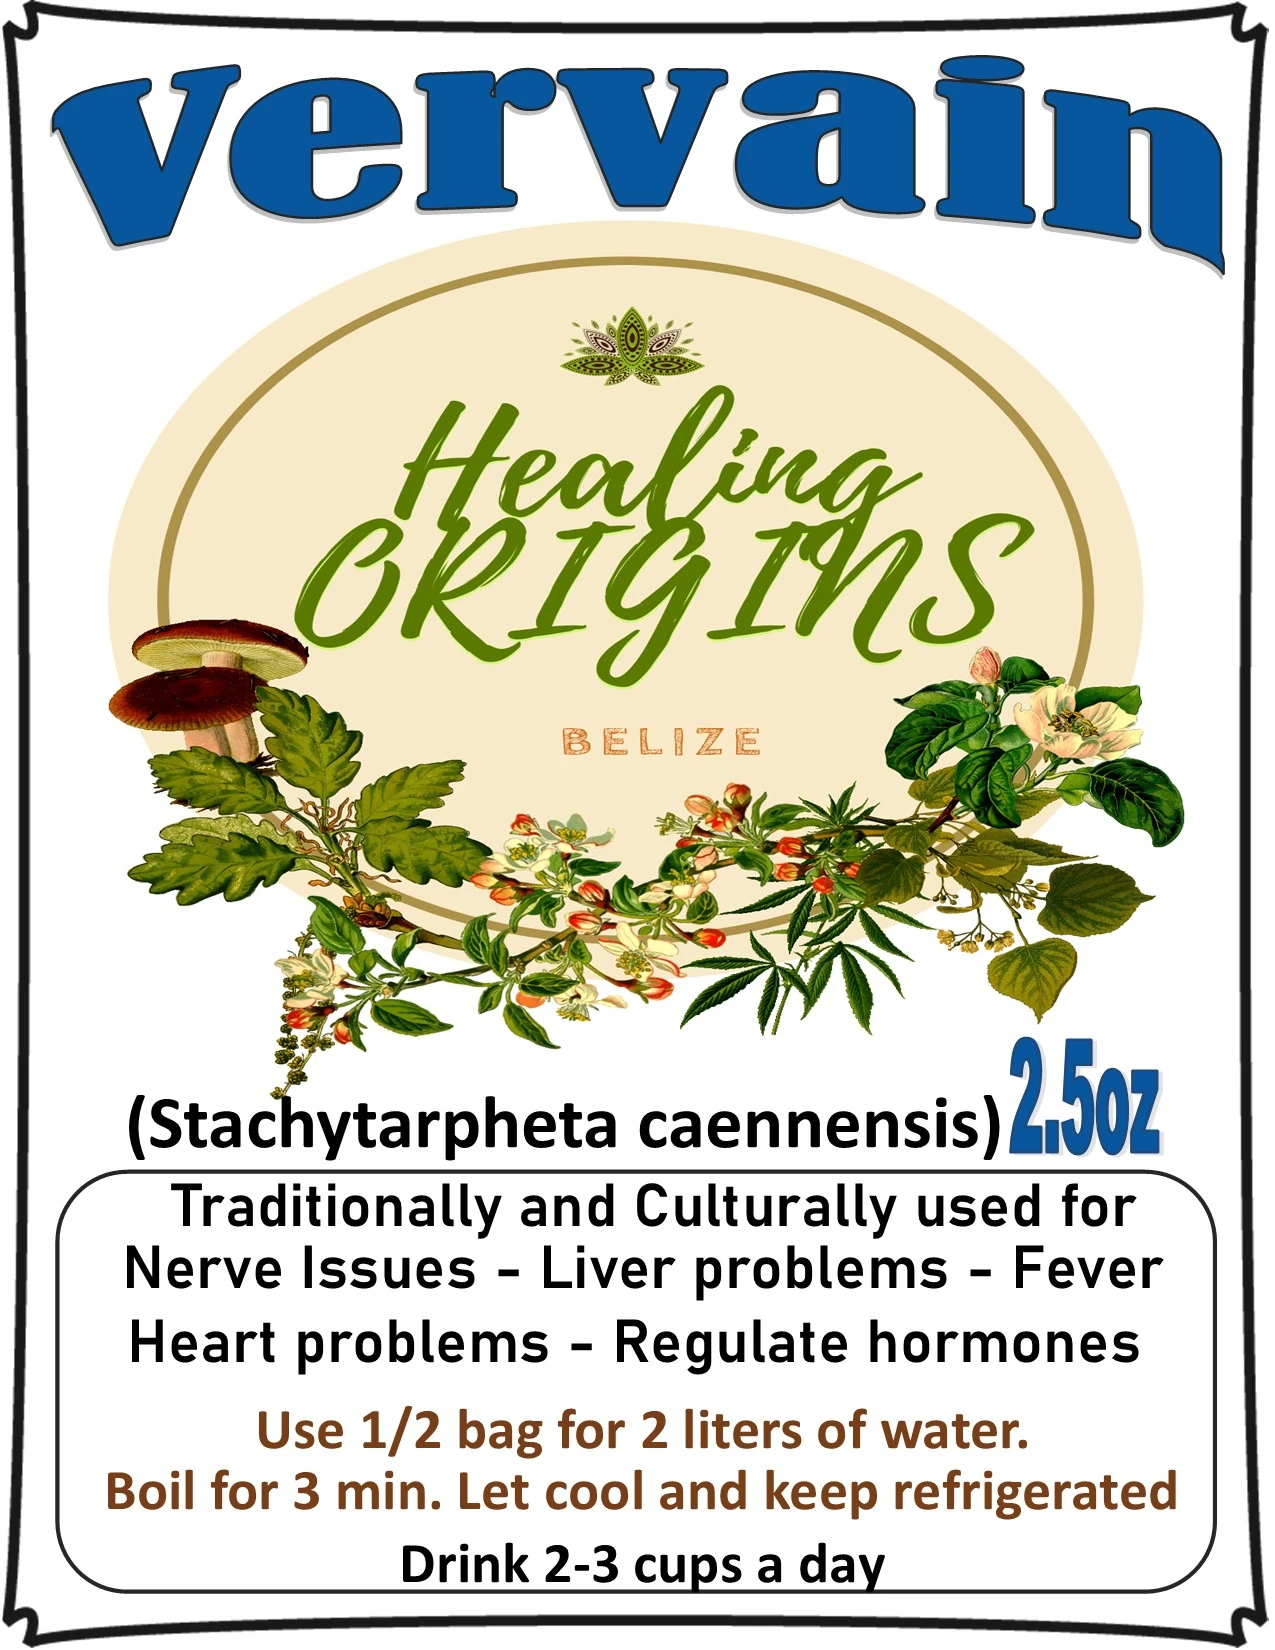 vervain
Healing
ORIGINS
BELIZE
2.5oz
(Stachytarpheta caennensis)
Traditionally and Culturally used for
Nerve Issues - Liver problems - Fever
Heart problems - Regulate hormones
Use 1/2 bag for 2 liters of water.
Boil for 3 min. Let cool and keep refrigerated
Drink 2-3 cups a day